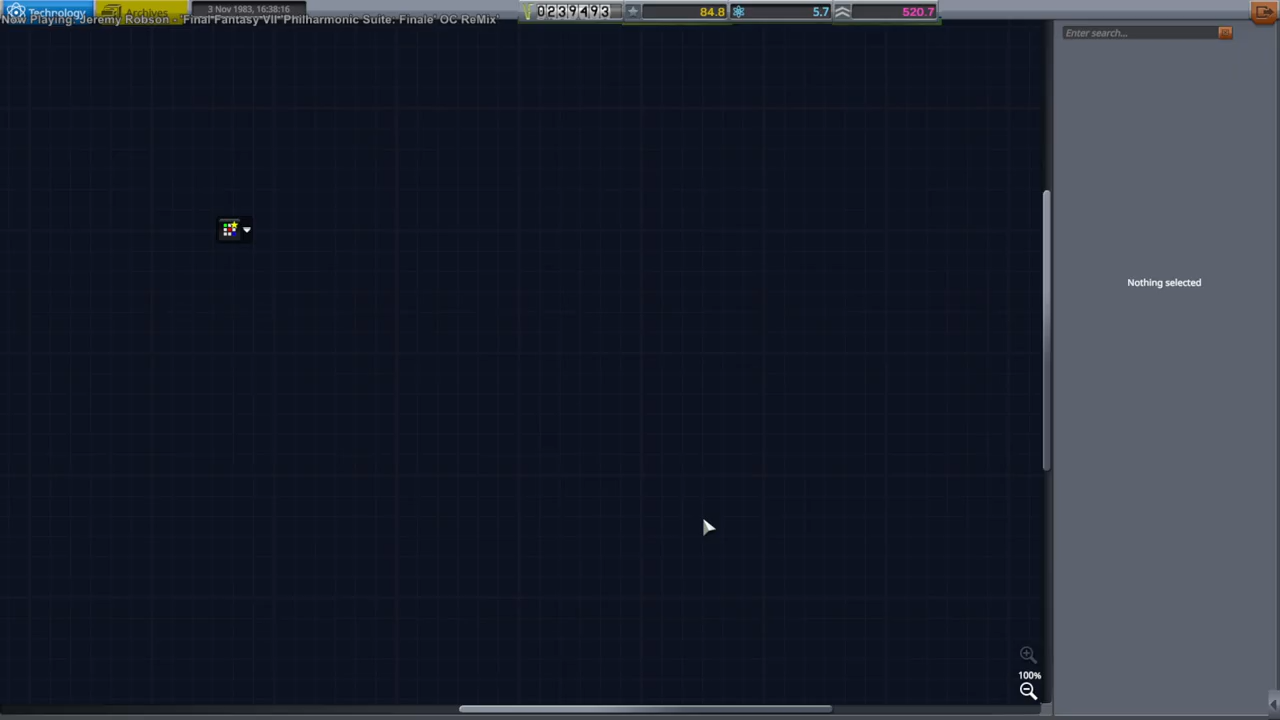 Technology
Archives
3 Nov 1983, 16:38:16
0239493
84.8
5.7
520.7
Now Playing: Jeremy Robson - 'Final Fantasy VII 'Philharmonic Suite: Finale' OC ReMix'
Enter search...
Nothing selected
100%